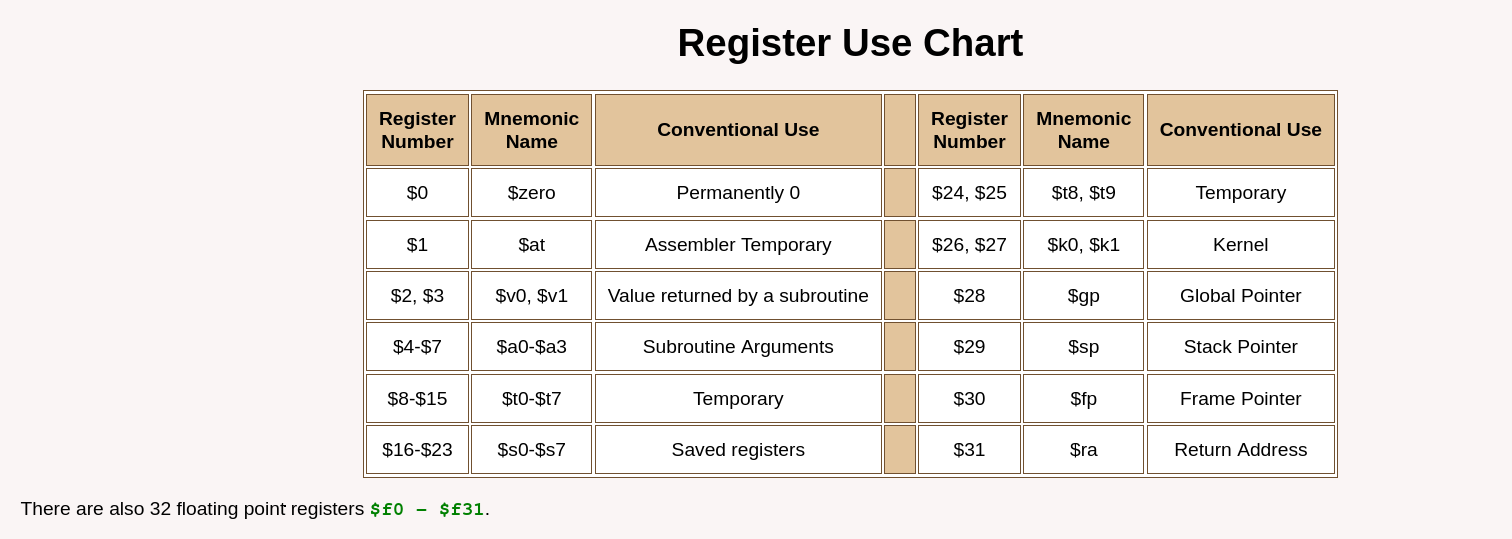 Register Use Chart
Register Number Mnemonic Name Conventional Use Register Number Mnemonic Name Conventional Use
$0 $zero Permanently 0 $24, $25 $t8, $t9 Temporary
$1 $at Assembler Temporary $26, $27 $k0, $k1 Kernel
$2, $3 $v0, $v1 Value returned by a subroutine $28 $gp Global Pointer
$4-$7 $a0-$a3 Subroutine Arguments $29 $sp Stack Pointer
$8-$15 $t0-$t7 Temporary $30 $fp Frame Pointer
$16-$23 $s0-$s7 Saved registers $31 $ra Return Address
There are also 32 floating point registers $f0 – $f31.